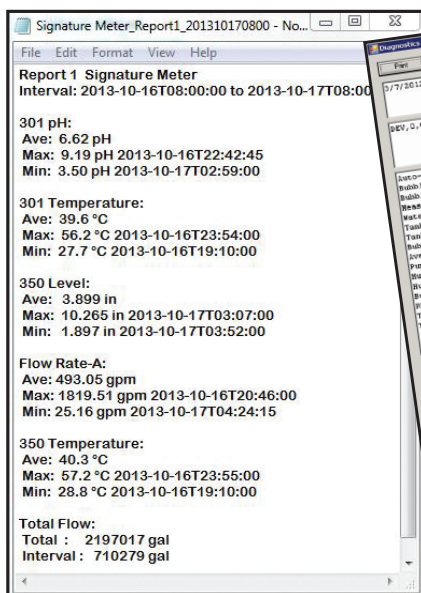 Signature Meter_Report1_201310170800 - No...
File Edit Format View Help
Report 1 Signature Meter
Interval: 2013-10-16T08:00:00 to 2013-10-17T08:00
301 pH:
Ave: 6.62 pH
Max: 9.19 pH 2013-10-16T22:42:45
Min: 3.50 pH 2013-10-17T02:59:00
301 Temperature:
Ave: 39.6 °C
Max: 56.2 °C 2013-10-16T23:54:00
Min: 27.7 °C 2013-10-16T19:10:00
350 Level:
Ave: 3.899 in
Max: 10.265 in 2013-10-17T03:07:00
Min: 1.897 in 2013-10-17T03:52:00
Flow Rate-A:
Ave: 493.05 gpm
Max: 1819.51 gpm 2013-10-16T20:46:00
Min: 25.16 gpm 2013-10-17T04:24:15
350 Temperature:
Ave: 40.3 °C
Max: 57.2 °C 2013-10-16T23:55:00
Min: 28.8 °C 2013-10-16T19:10:00
Total Flow:
Total : 2197017 gal
Interval : 710279 gal
Diagnostics
Print
3/7/2012
DEV,0,
Auto-